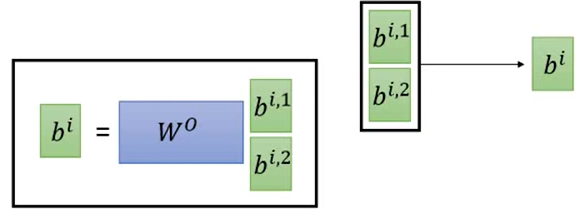 b^{i,1}
b^{i,2}
b^i
b^i = W^O b^{i,1}
b^{i,2}